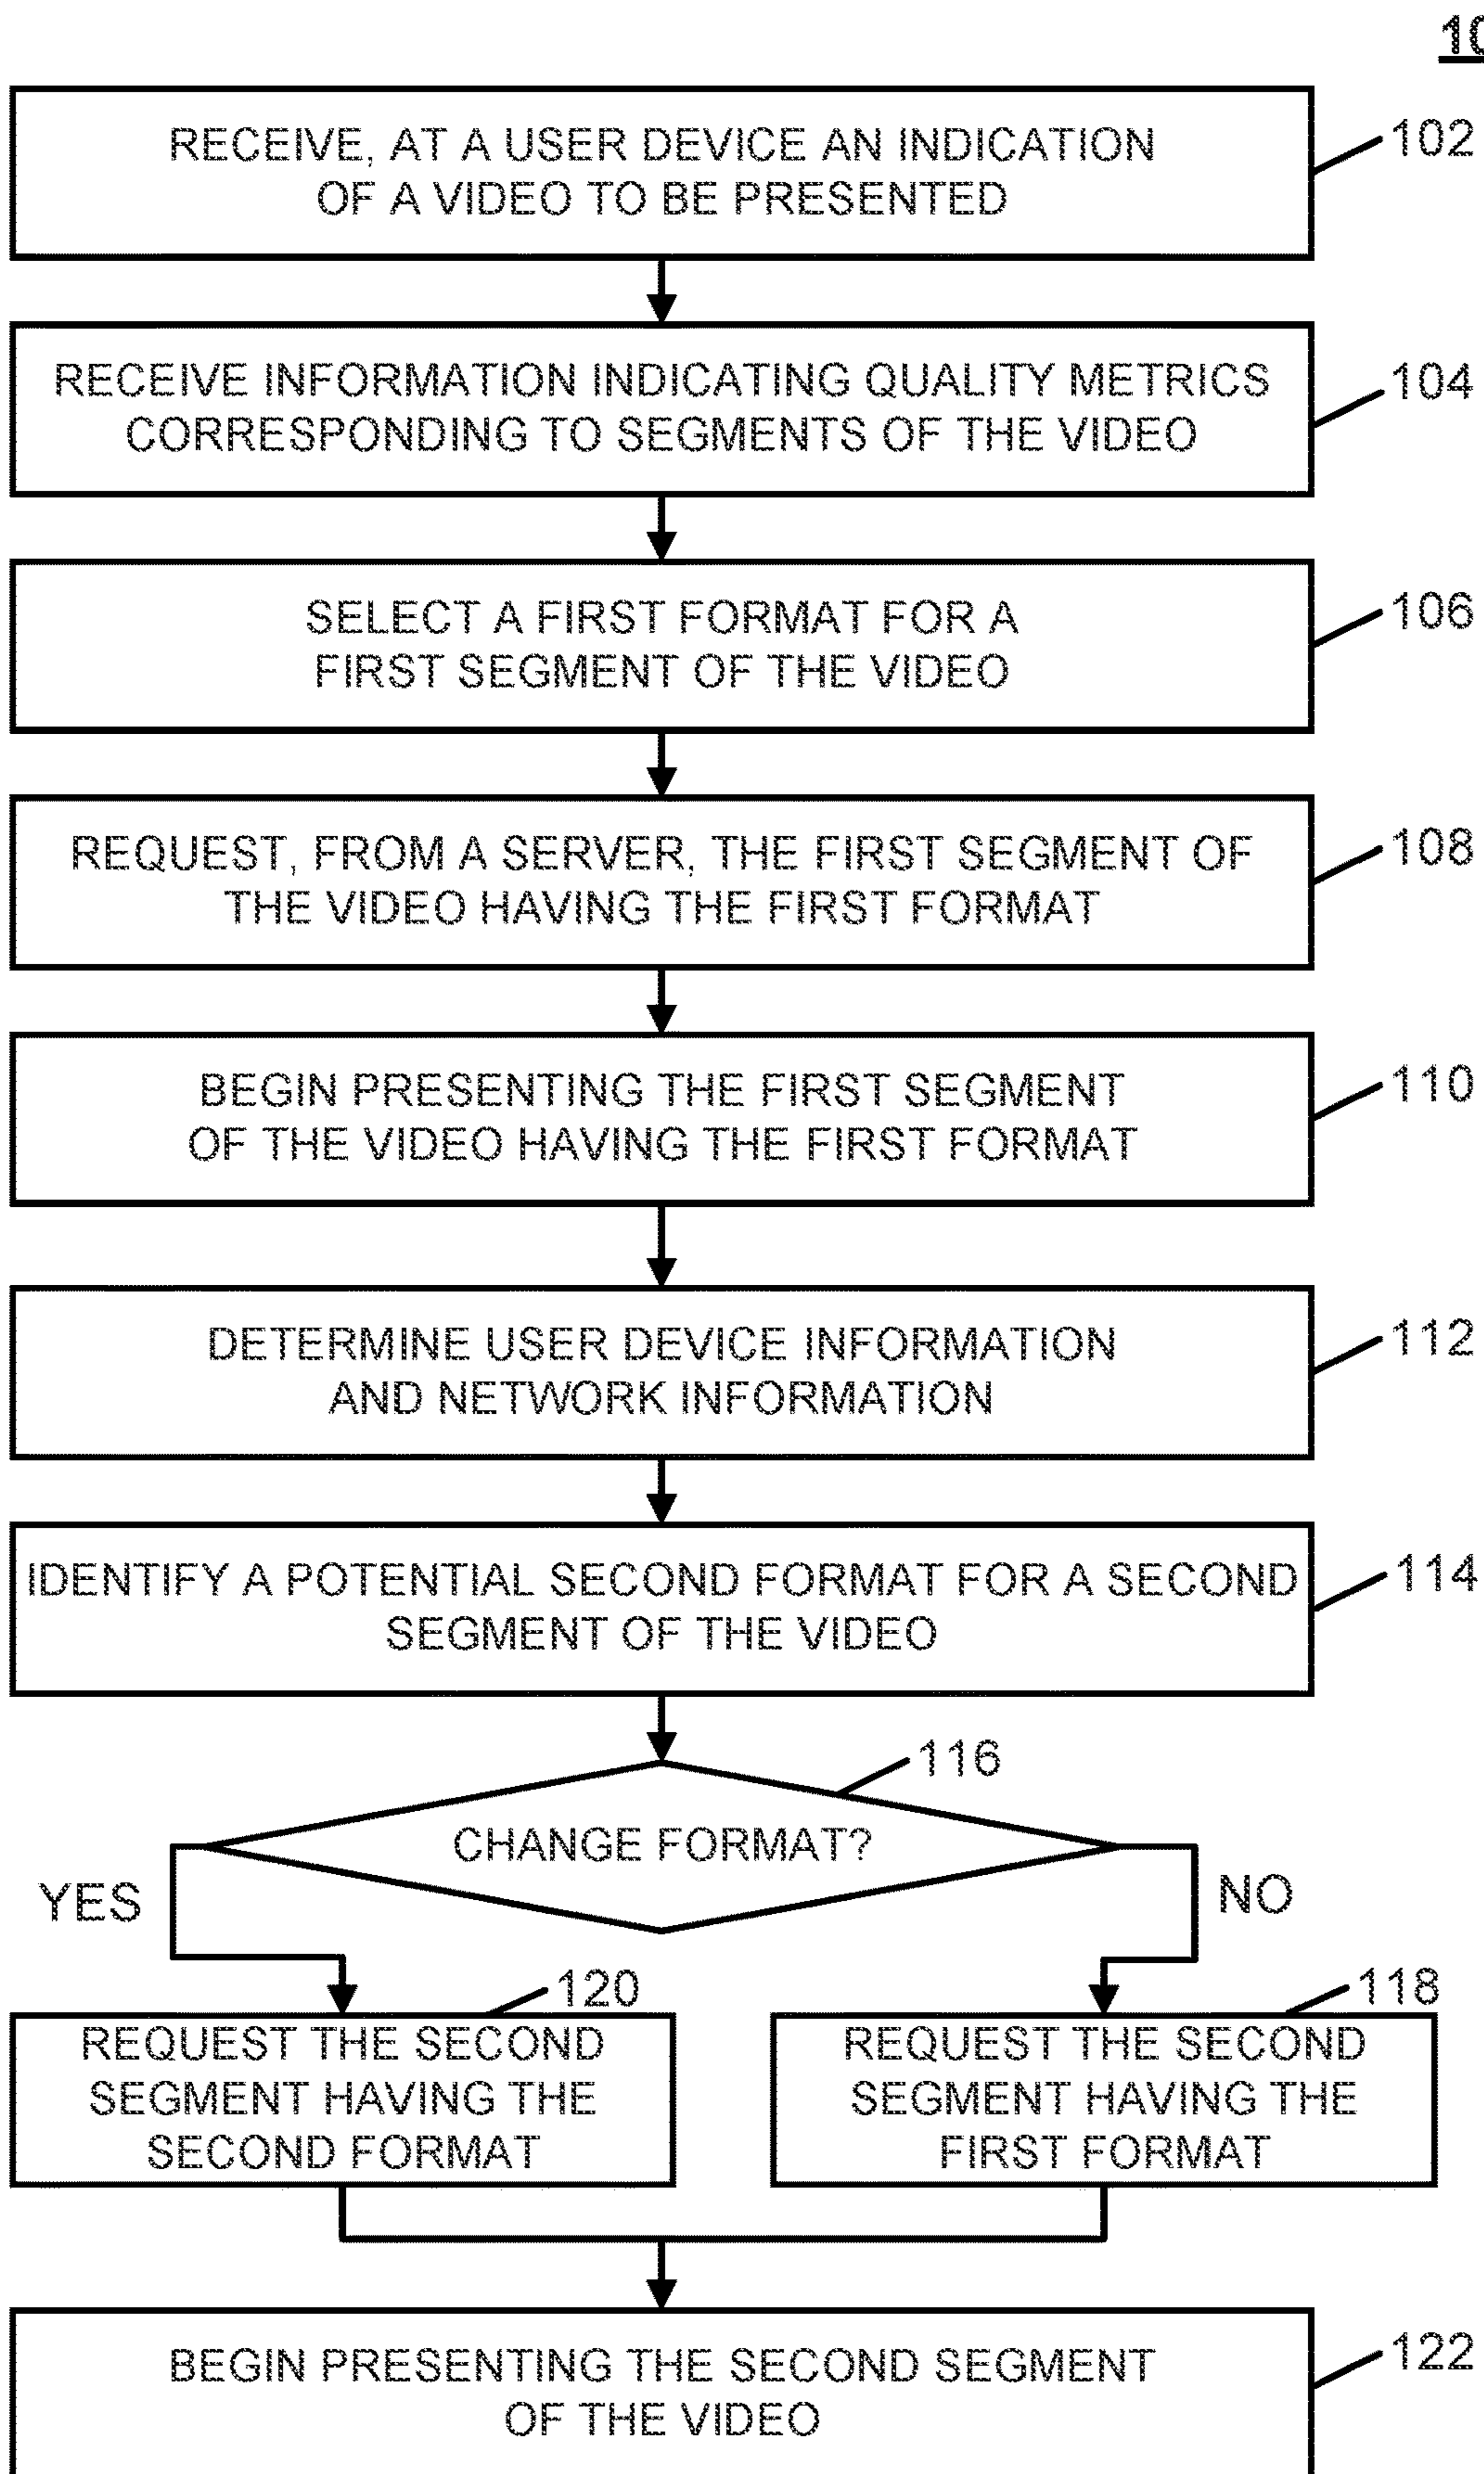 RECEIVE, AT A USER DEVICE AN INDICATION
OF A VIDEO TO BE PRESENTED
102
RECEIVE INFORMATION INDICATING QUALITY METRICS
CORRESPONDING TO SEGMENTS OF THE VIDEO
104
SELECT A FIRST FORMAT FOR A
FIRST SEGMENT OF THE VIDEO
106
REQUEST, FROM A SERVER, THE FIRST SEGMENT OF
THE VIDEO HAVING THE FIRST FORMAT
108
BEGIN PRESENTING THE FIRST SEGMENT
OF THE VIDEO HAVING THE FIRST FORMAT
110
DETERMINE USER DEVICE INFORMATION
AND NETWORK INFORMATION
112
IDENTIFY A POTENTIAL SECOND FORMAT FOR A SECOND
SEGMENT OF THE VIDEO
114
116
CHANGE FORMAT?
YES
NO
120
REQUEST THE SECOND
SEGMENT HAVING THE
SECOND FORMAT
118
REQUEST THE SECOND
SEGMENT HAVING THE
FIRST FORMAT
BEGIN PRESENTING THE SECOND SEGMENT
OF THE VIDEO
122